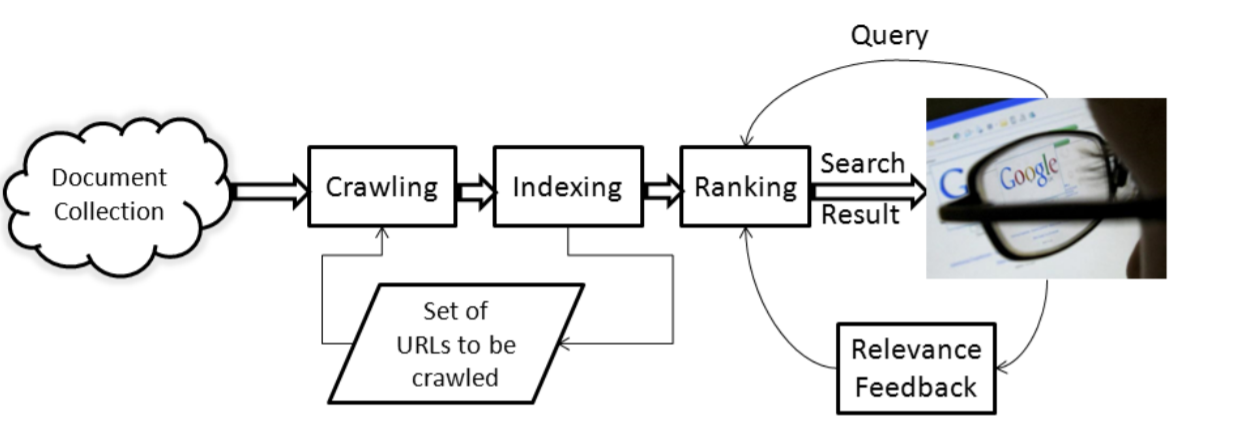 Query
Document
Collection
Crawling
Indexing
Ranking
Search
Result
G
Google
Set of
URLs to be
crawled
Relevance
Feedback